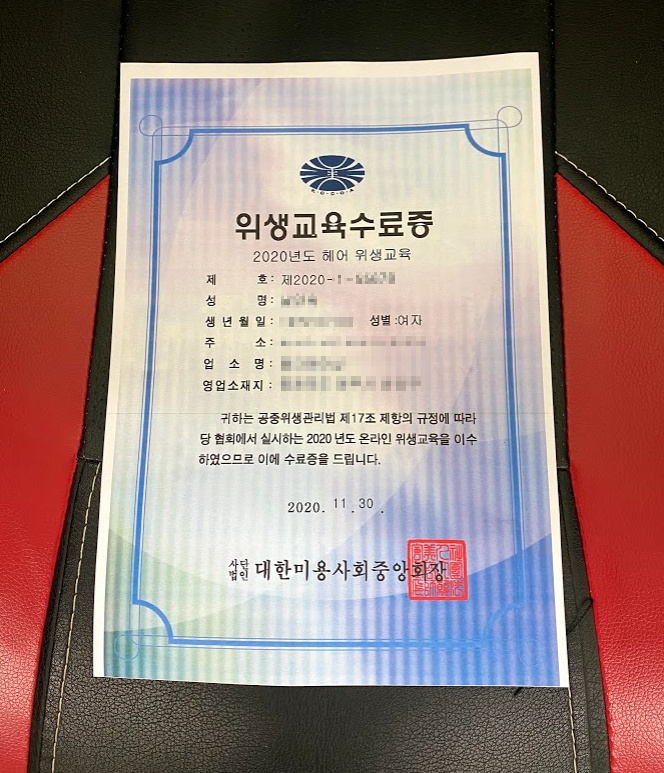 위생교육수료증
2020년도 헤어 위생교육
제 호 : 제2020-1-
성 명 :
생년월일 : 성별:여자
주 소 :
업 소 명 :
영업소재지 :
귀하는 공중위생관리법 제17조 제항의 규정에 따라
당 협회에서 실시하는 2020 년도 온라인 위생교육을 이수
하였으므로 이에 수료증을 드립니다.
2020. 11. 30.
사단법인 대한미용사회중앙회장